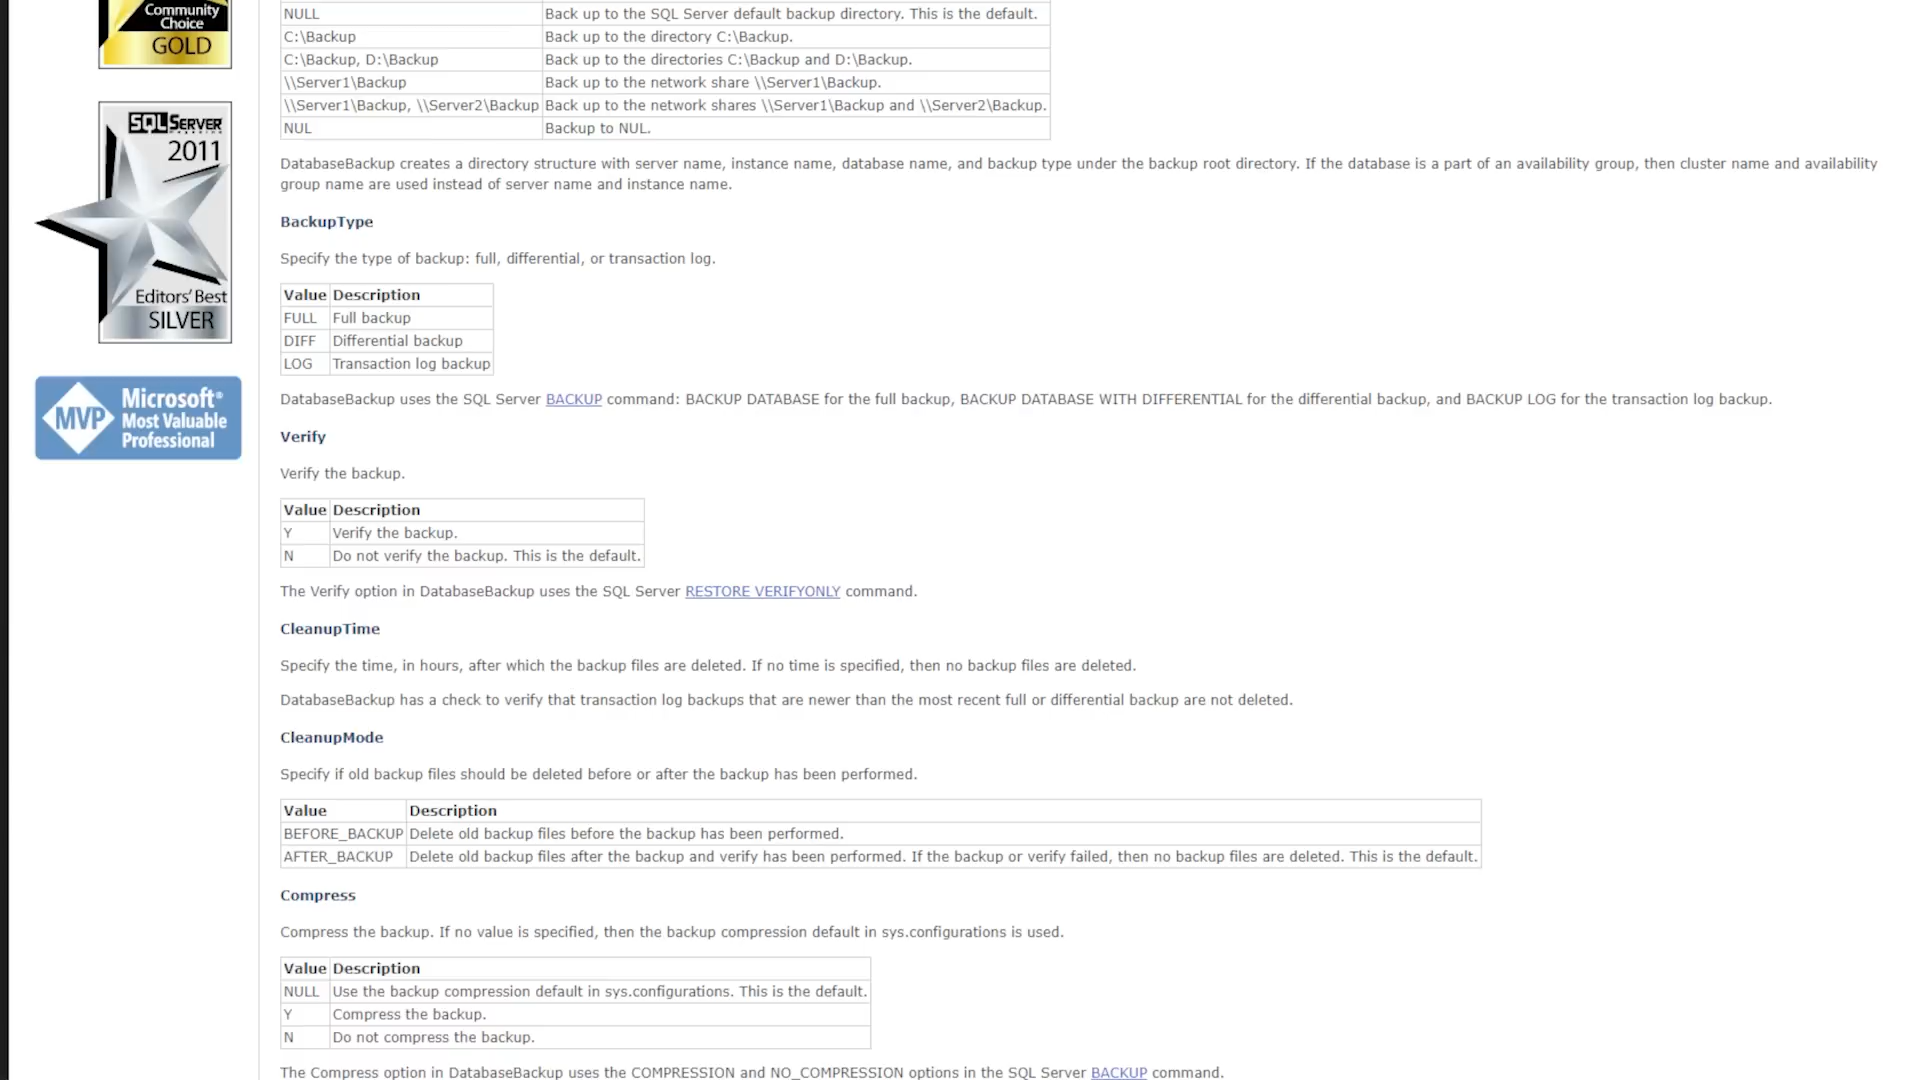 Community
Choice
GOLD
SQL SERVER
2011
Editors' Best
SILVER
MVP
Microsoft®
Most Valuable
Professional
NULL Back up to the SQL Server default backup directory. This is the default.
C:\Backup Back up to the directory C:\Backup.
C:\Backup, D:\Backup Back up to the directories C:\Backup and D:\Backup.
\\Server1\Backup Back up to the network share \\Server1\Backup.
\\Server1\Backup, \\Server2\Backup Back up to the network shares \\Server1\Backup and \\Server2\Backup.
NUL Backup to NUL.
DatabaseBackup creates a directory structure with server name, instance name, database name, and backup type under the backup root directory. If the database is a part of an availability group, then cluster name and availability
group name are used instead of server name and instance name.
BackupType
Specify the type of backup: full, differential, or transaction log.
Value Description
FULL Full backup
DIFF Differential backup
LOG Transaction log backup
DatabaseBackup uses the SQL Server BACKUP command: BACKUP DATABASE for the full backup, BACKUP DATABASE WITH DIFFERENTIAL for the differential backup, and BACKUP LOG for the transaction log backup.
Verify
Verify the backup.
Value Description
Y Verify the backup.
N Do not verify the backup. This is the default.
The Verify option in DatabaseBackup uses the SQL Server RESTORE VERIFYONLY command.
CleanupTime
Specify the time, in hours, after which the backup files are deleted. If no time is specified, then no backup files are deleted.
DatabaseBackup has a check to verify that transaction log backups that are newer than the most recent full or differential backup are not deleted.
CleanupMode
Specify if old backup files should be deleted before or after the backup has been performed.
Value Description
BEFORE_BACKUP Delete old backup files before the backup has been performed.
AFTER_BACKUP Delete old backup files after the backup and verify has been performed. If the backup or verify failed, then no backup files are deleted. This is the default.
Compress
Compress the backup. If no value is specified, then the backup compression default in sys.configurations is used.
Value Description
NULL Use the backup compression default in sys.configurations. This is the default.
Y Compress the backup.
N Do not compress the backup.
The Compress option in DatabaseBackup uses the COMPRESSION and NO_COMPRESSION options in the SQL Server BACKUP command.